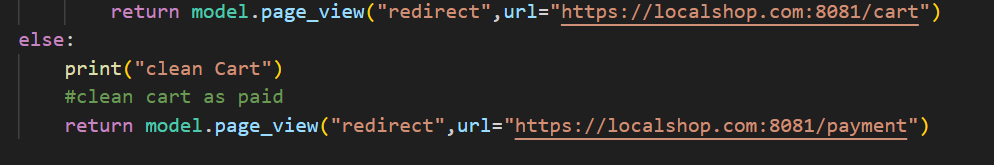 return model.page_view("redirect",url="https://localshop.com:8081/cart")
else:
print("clean Cart")
#clean cart as paid
return model.page_view("redirect",url="https://localshop.com:8081/payment")